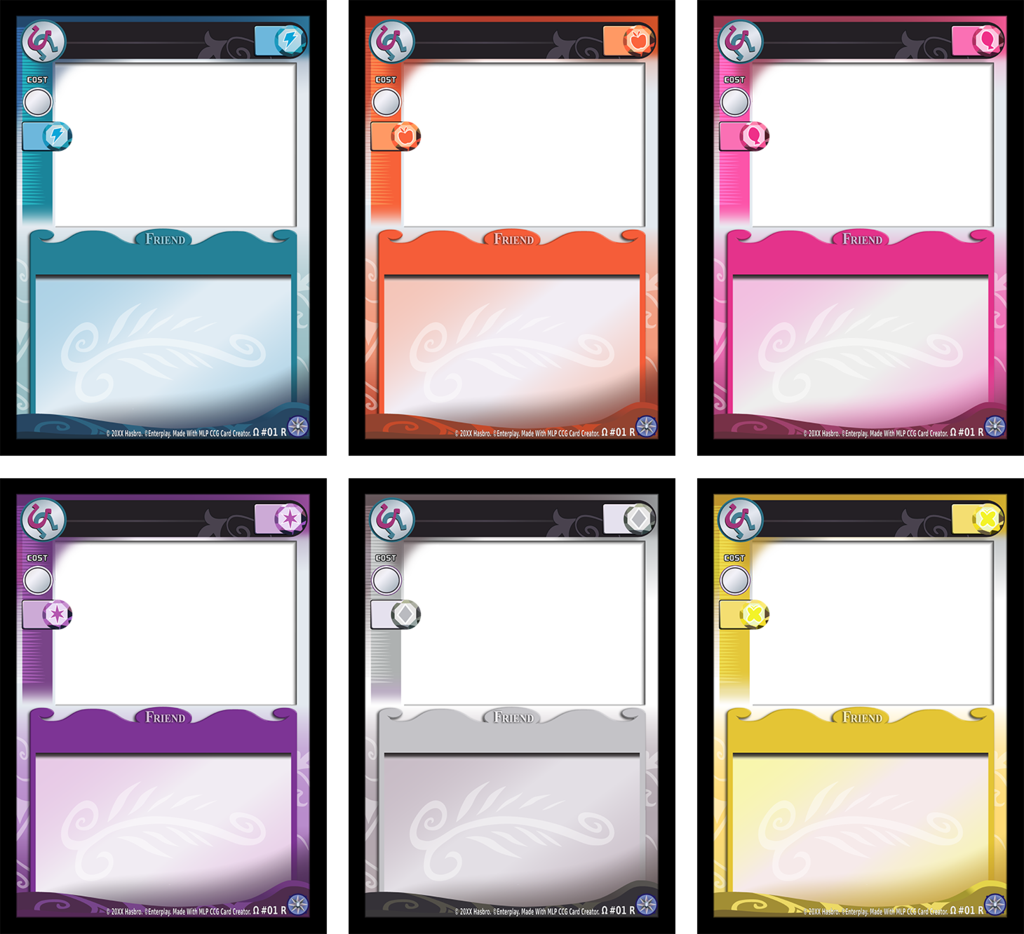 COST
FRIEND
© 20XX Hasbro. ©Enterplay. Made With MLP CCG Card Creator. Ω #01 R
COST
FRIEND
© 20XX Hasbro. ©Enterplay. Made With MLP CCG Card Creator. Ω #01 R
COST
FRIEND
© 20XX Hasbro. ©Enterplay. Made With MLP CCG Card Creator. Ω #01 R
COST
FRIEND
© 20XX Hasbro. ©Enterplay. Made With MLP CCG Card Creator. Ω #01 R
COST
FRIEND
© 20XX Hasbro. ©Enterplay. Made With MLP CCG Card Creator. Ω #01 R
COST
FRIEND
© 20XX Hasbro. ©Enterplay. Made With MLP CCG Card Creator. Ω #01 R